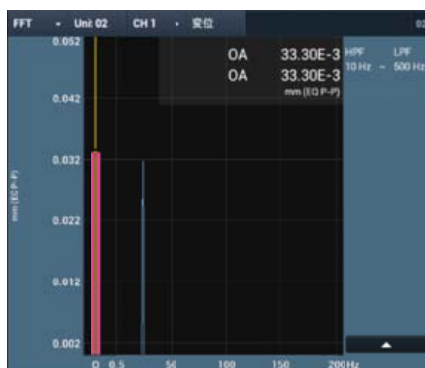 FFT Uni: 02 CH 1 · 変位 02
0.052
OA 33.30E-3
OA 33.30E-3
mm (EQ P-P)
HPF LPF
10 Hz ~ 500 Hz
0.042
0.032
mm (EQ P-P)
0.022
0.012
0.002
0 0.5 50 100 150 200Hz